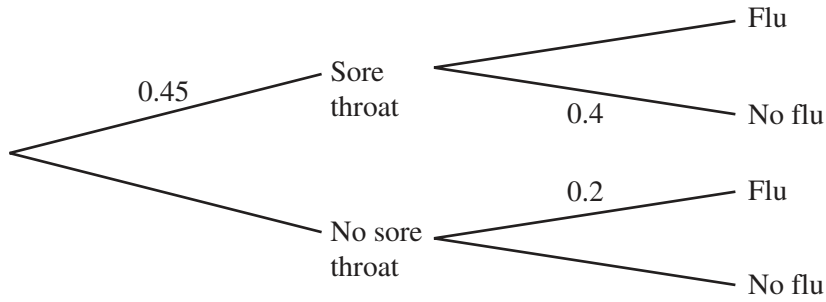 Flu
0.45
Sore
throat
0.4
No flu
0.2
Flu
No sore
throat
No flu